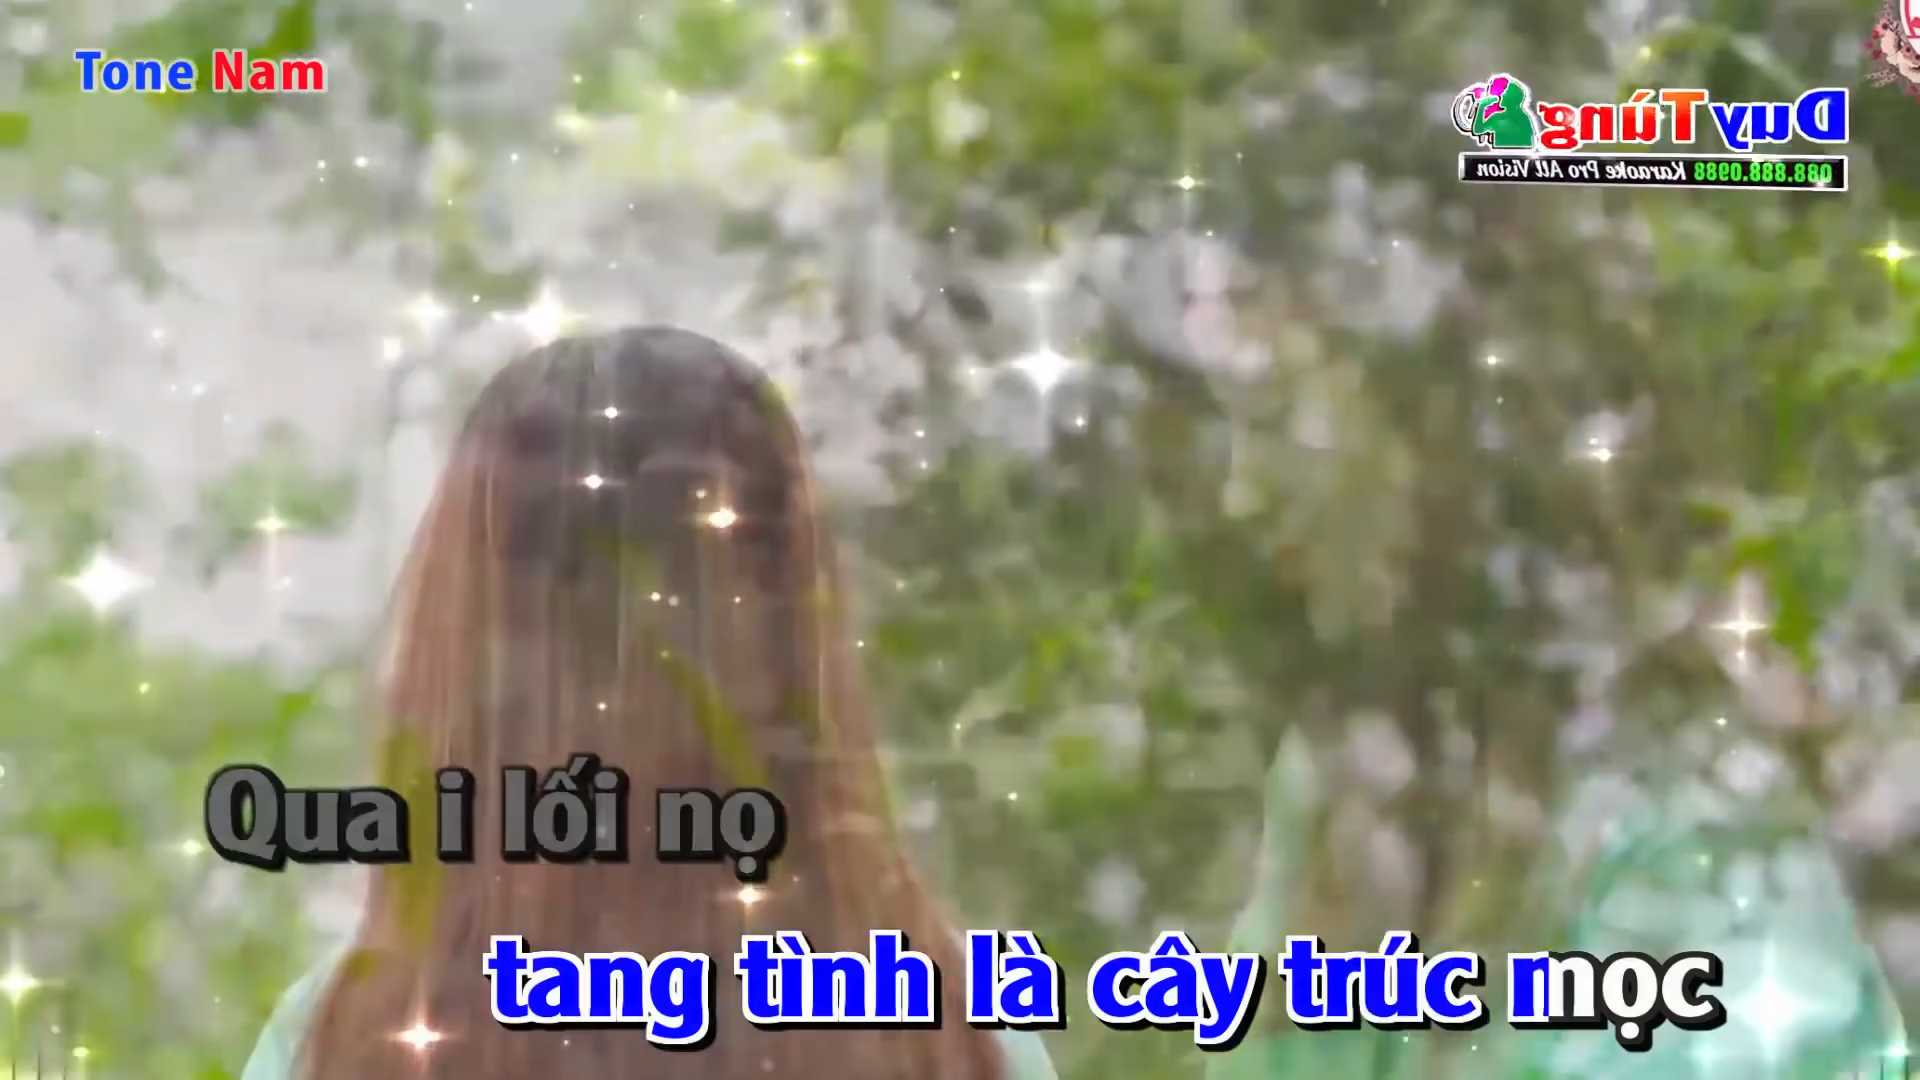 Tone Nam
Duy Tùng
088.888.0988 Karaoke Pro All Vision
Qua i lối nọ
tang tình là cây trúc mọc